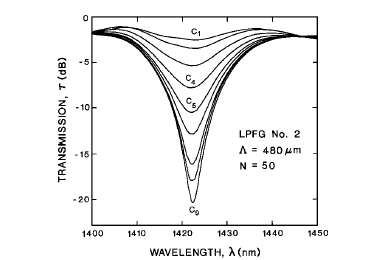 0
-5
-10
-15
-20
TRANSMISSION, τ (dB)
C1
C4
C5
C9
LPFG No. 2
Λ = 480 μm
N = 50
1400 1410 1420 1430 1440 1450
WAVELENGTH, λ (nm)